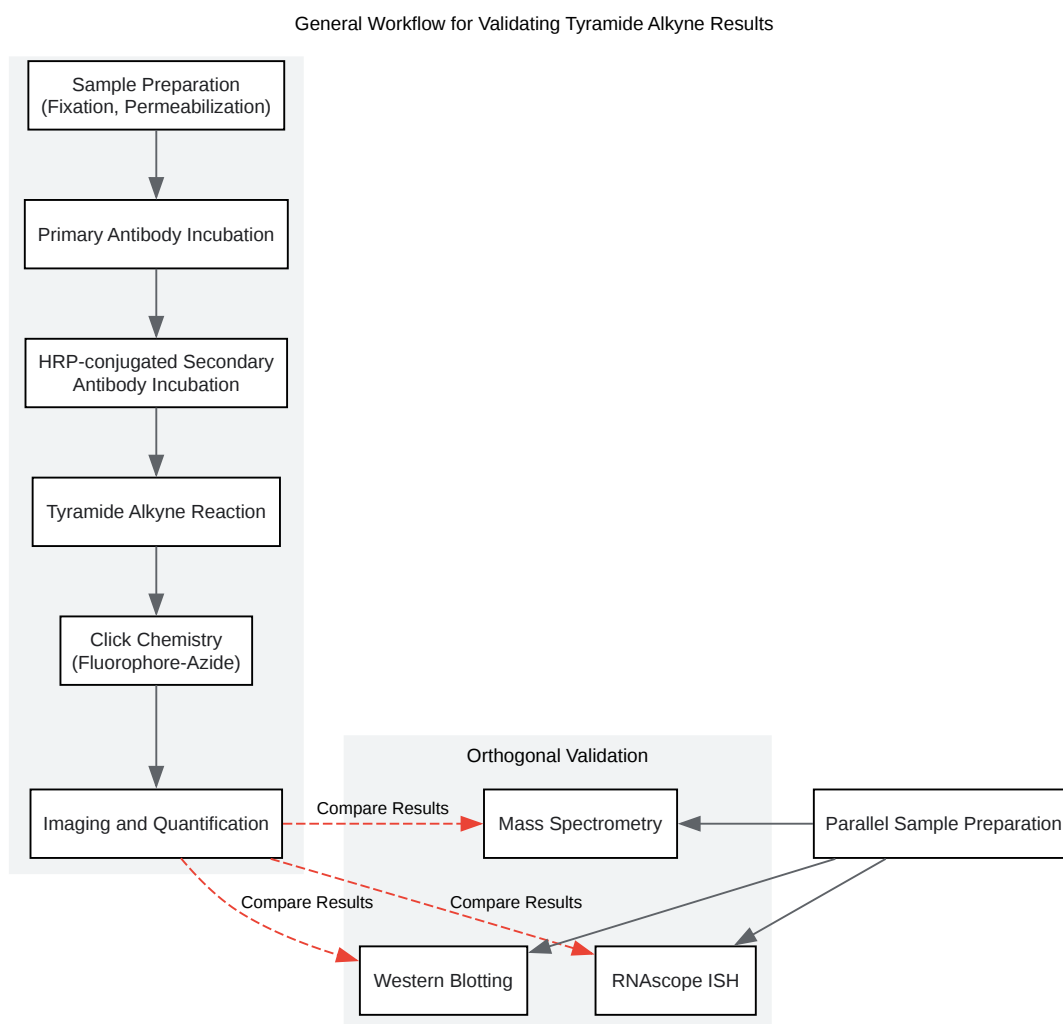 General Workflow for Validating Tyramide Alkyne Results
Sample Preparation
(Fixation, Permeabilization)
Primary Antibody Incubation
HRP-conjugated Secondary
Antibody Incubation
Tyramide Alkyne Reaction
Click Chemistry
(Fluorophore-Azide)
Imaging and Quantification
Compare Results
Orthogonal Validation
Mass Spectrometry
Parallel Sample Preparation
Compare Results
Compare Results
Western Blotting
RNAscope ISH